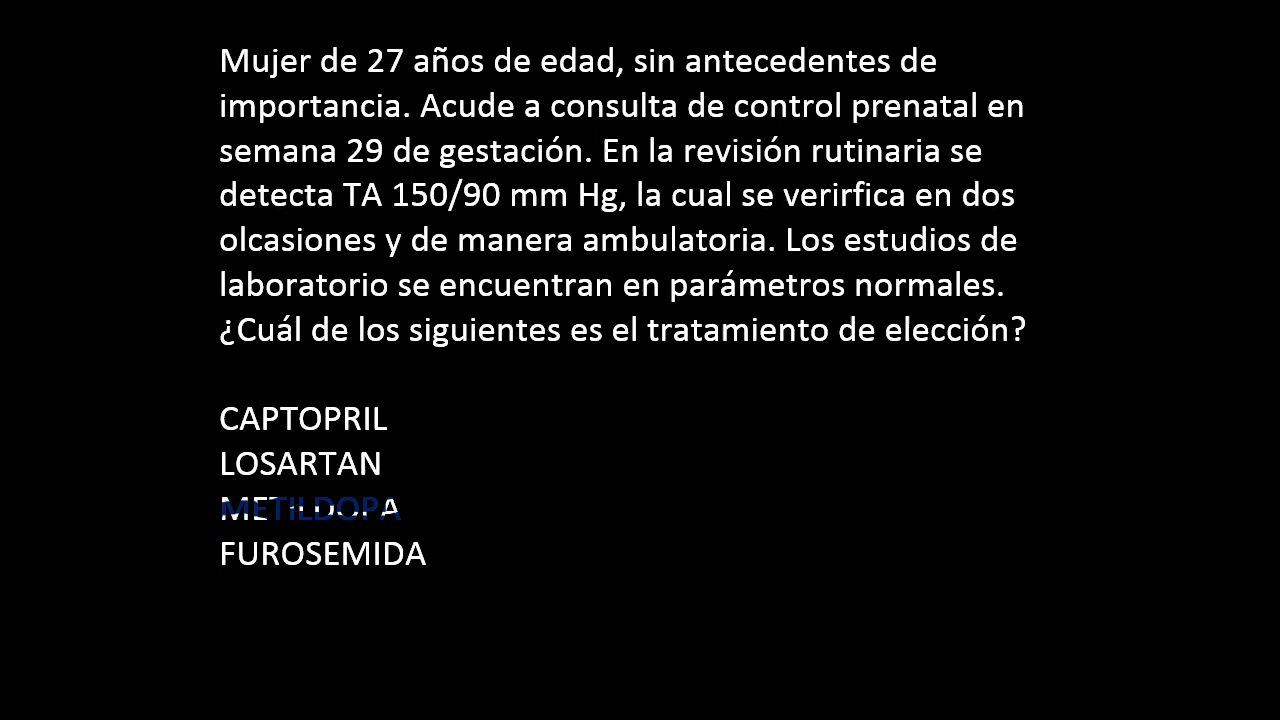 Mujer de 27 años de edad, sin antecedentes de
importancia. Acude a consulta de control prenatal en
semana 29 de gestación. En la revisión rutinaria se
detecta TA 150/90 mm Hg, la cual se verirfica en dos
olcasiones y de manera ambulatoria. Los estudios de
laboratorio se encuentran en parámetros normales.
¿Cuál de los siguientes es el tratamiento de elección?
CAPTOPRIL
LOSARTAN
METILDOPA
FUROSEMIDA